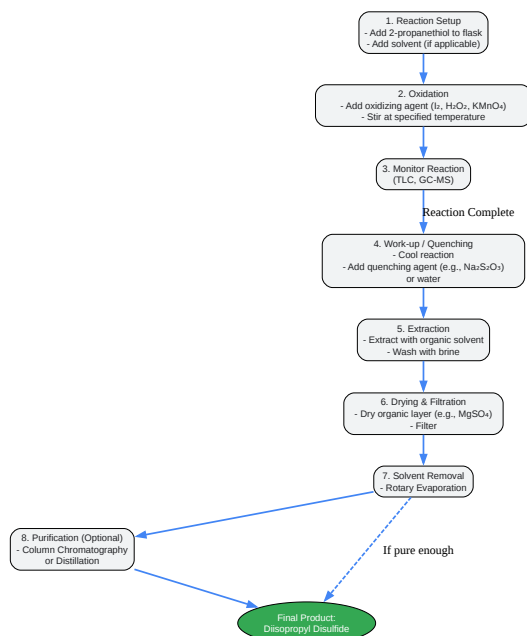 1. Reaction Setup
- Add 2-propanethiol to flask
- Add solvent (if applicable)
2. Oxidation
- Add oxidizing agent (I₂, H₂O₂, KMnO₄)
- Stir at specified temperature
3. Monitor Reaction
(TLC, GC-MS)
Reaction Complete
4. Work-up / Quenching
- Cool reaction
- Add quenching agent (e.g., Na₂S₂O₃)
or water
5. Extraction
- Extract with organic solvent
- Wash with brine
6. Drying & Filtration
- Dry organic layer (e.g., MgSO₄)
- Filter
7. Solvent Removal
- Rotary Evaporation
8. Purification (Optional)
- Column Chromatography
or Distillation
If pure enough
Final Product:
Diisopropyl Disulfide